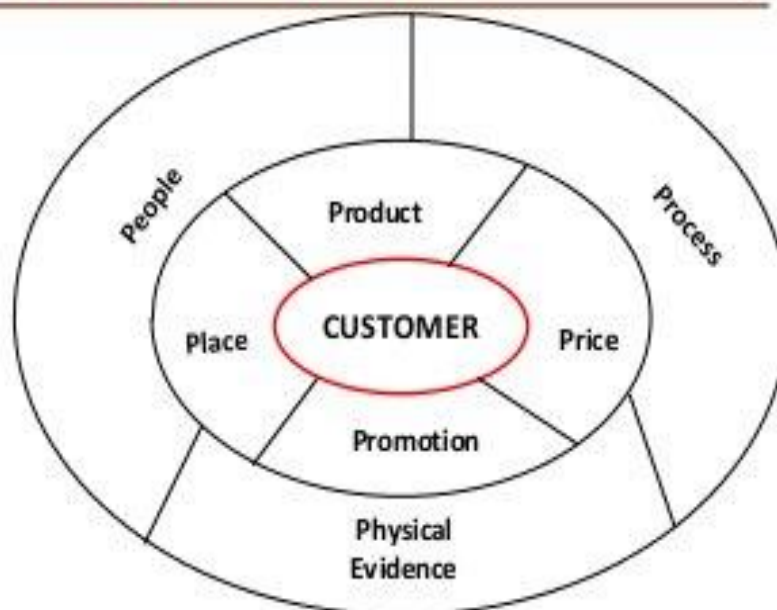 People
Process
Product
Place
CUSTOMER
Price
Promotion
Physical
Evidence